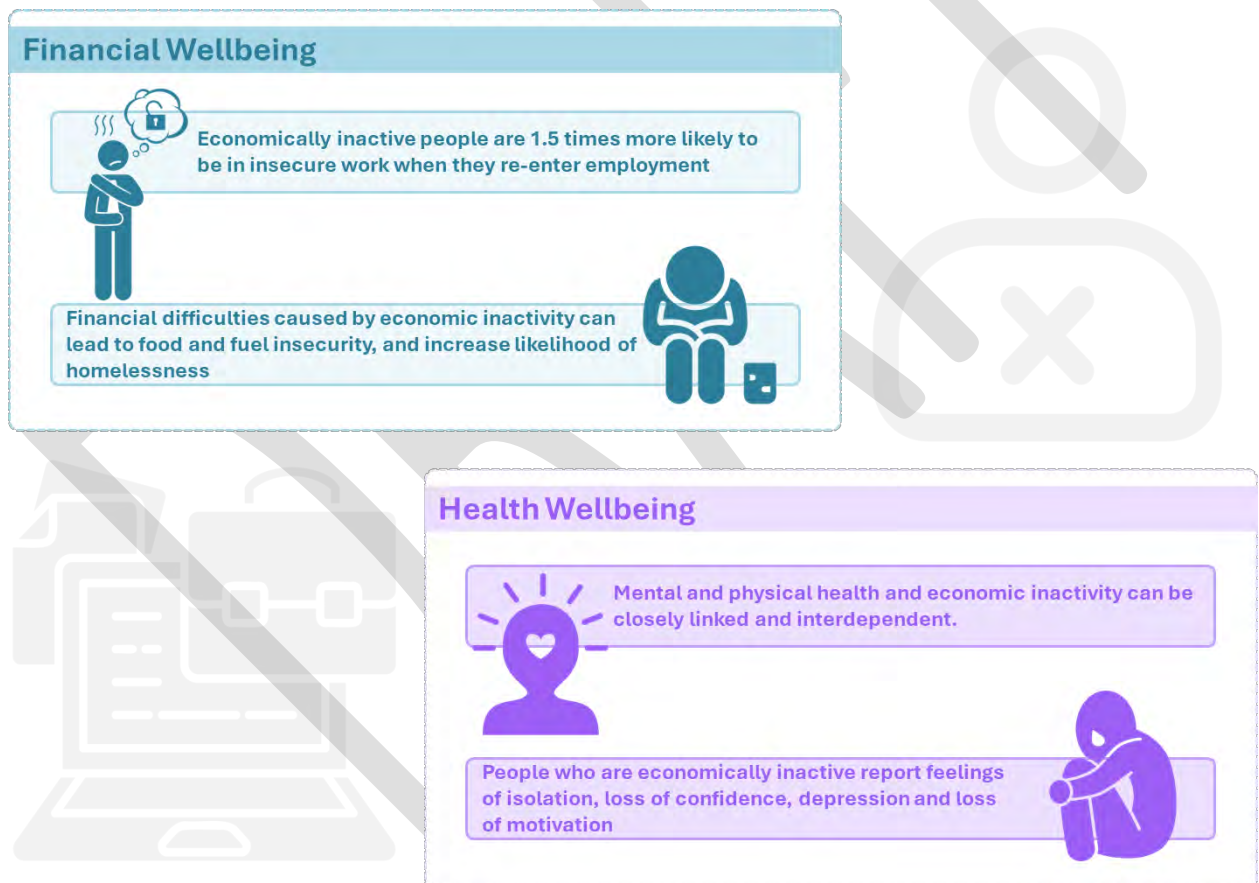 Financial Wellbeing
Economically inactive people are 1.5 times more likely to
be in insecure work when they re-enter employment
Financial difficulties caused by economic inactivity can
lead to food and fuel insecurity, and increase likelihood of
homelessness
Health Wellbeing
Mental and physical health and economic inactivity can be
closely linked and interdependent.
People who are economically inactive report feelings
of isolation, loss of confidence, depression and loss
of motivation